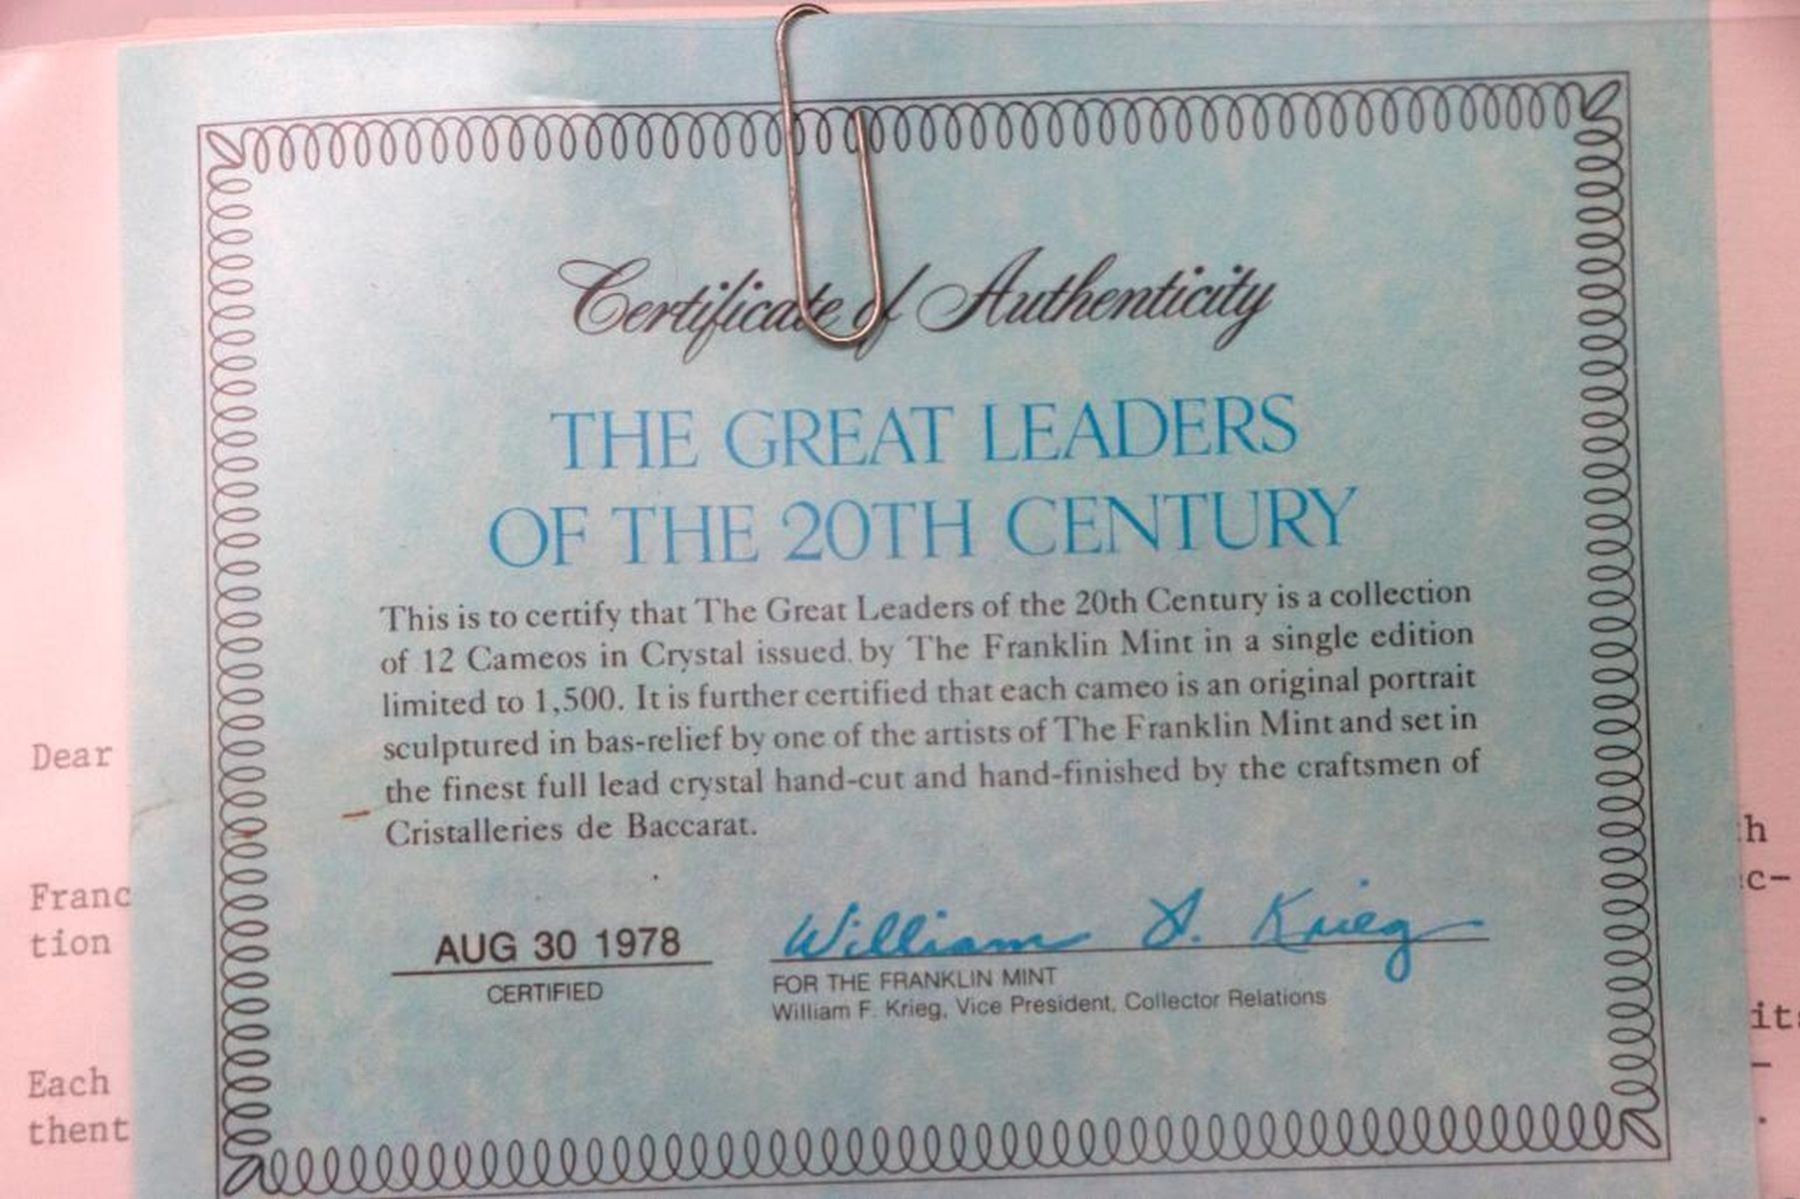 Certificate of Authenticity
THE GREAT LEADERS
OF THE 20TH CENTURY
This is to certify that The Great Leaders of the 20th Century is a collection
of 12 Cameos in Crystal issued by The Franklin Mint in a single edition
limited to 1,500. It is further certified that each cameo is an original portrait
sculptured in bas-relief by one of the artists of The Franklin Mint and set in
the finest full lead crystal hand-cut and hand-finished by the craftsmen of
Cristalleries de Baccarat.
AUG 30 1978
CERTIFIED
William F. Krieg
FOR THE FRANKLIN MINT
William F. Krieg, Vice President, Collector Relations
Dear
Franc
tion
Each
thent
h
c-
it